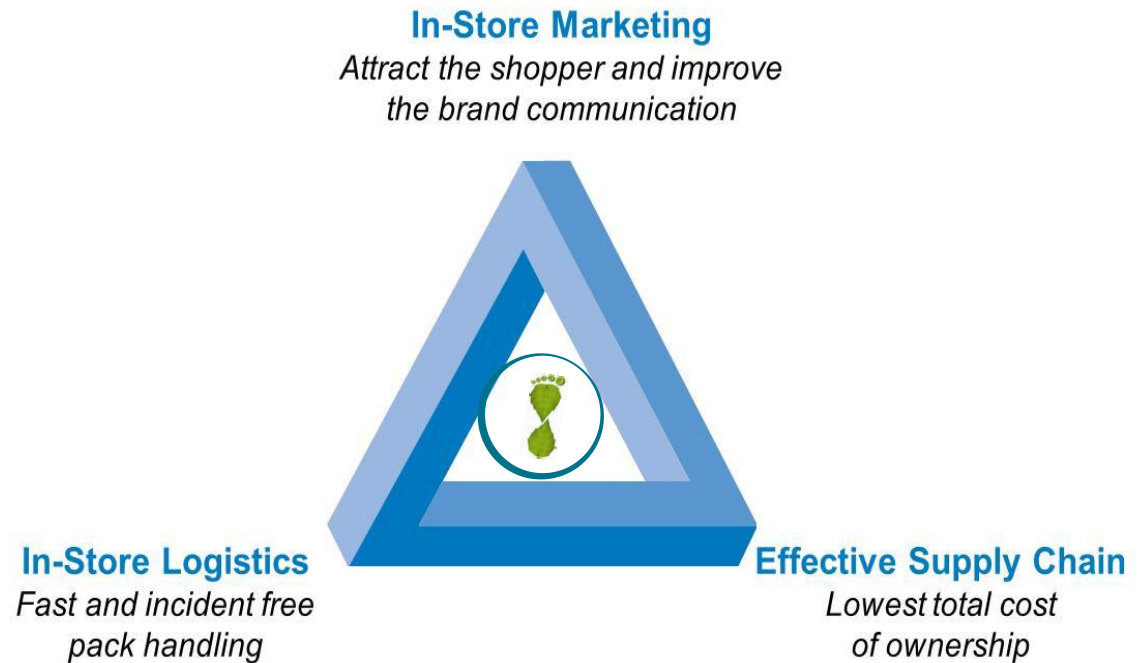 In-Store Marketing
Attract the shopper and improve
the brand communication
In-Store Logistics
Fast and incident free
pack handling
Effective Supply Chain
Lowest total cost
of ownership